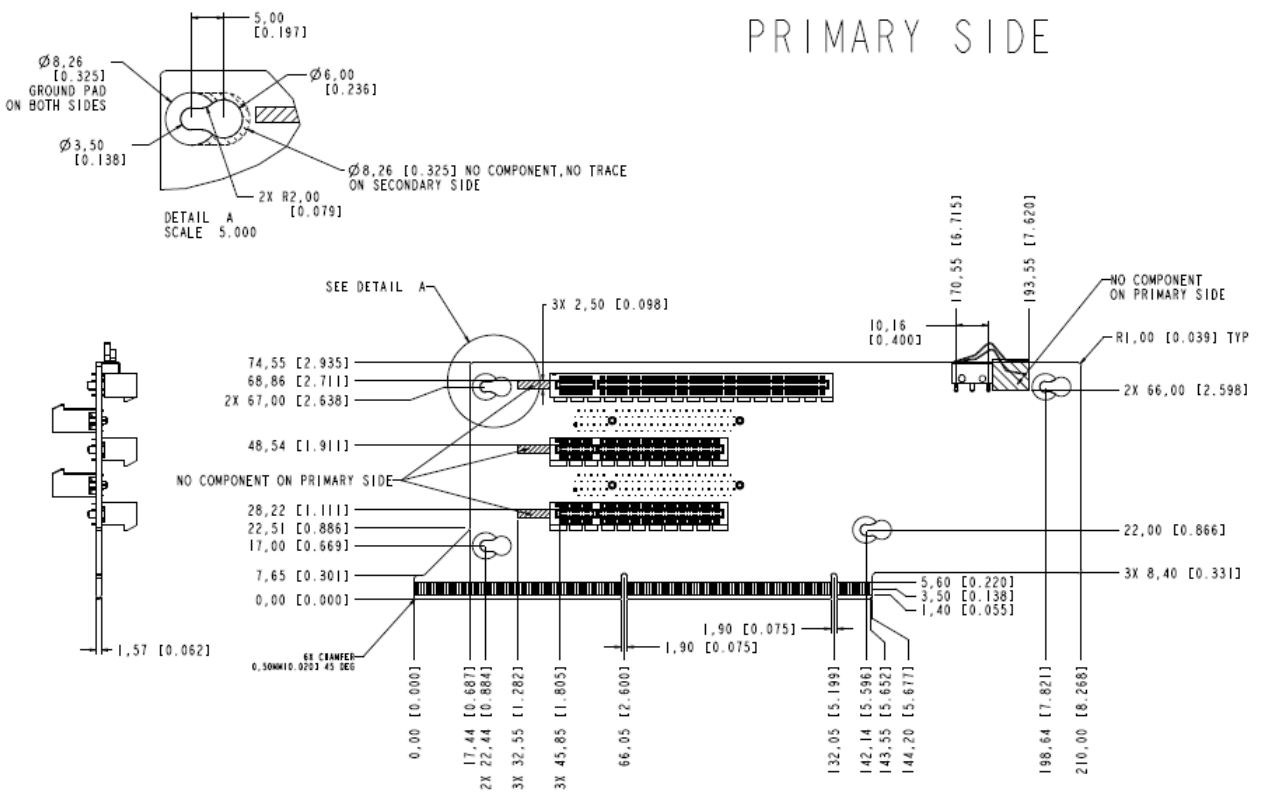 PRIMARY SIDE
5,00
[0.197]
Ø8,26
[0.325]
GROUND PAD
ON BOTH SIDES
Ø6,00
[0.236]
Ø3,50
[0.138]
Ø8,26 [0.325] NO COMPONENT,NO TRACE
ON SECONDARY SIDE
2X R2,00
[0.079]
DETAIL A
SCALE 5.000
SEE DETAIL A
3X 2,50 [0.098]
170,55 [6.715]
193,55 [7.620]
NO COMPONENT
ON PRIMARY SIDE
10,16
[0.400]
R1,00 [0.039] TYP
74,55 [2.935]
68,86 [2.711]
2X 67,00 [2.638]
2X 66,00 [2.598]
48,54 [1.911]
NO COMPONENT ON PRIMARY SIDE
28,22 [1.111]
22,51 [0.886]
17,00 [0.669]
22,00 [0.866]
7,65 [0.301]
3X 8,40 [0.331]
0,00 [0.000]
5,60 [0.220]
3,50 [0.138]
1,40 [0.055]
1,90 [0.075]
1,90 [0.075]
1,57 [0.062]
6X CHAMFER
0,50MM[0.020] 45 DEG
0,00 [0.000]
17,44 [0.687]
2X 22,44 [0.884]
3X 32,55 [1.282]
3X 45,85 [1.805]
66,05 [2.600]
132,05 [5.199]
142,14 [5.596]
143,55 [5.652]
144,20 [5.677]
198,64 [7.821]
210,00 [8.268]